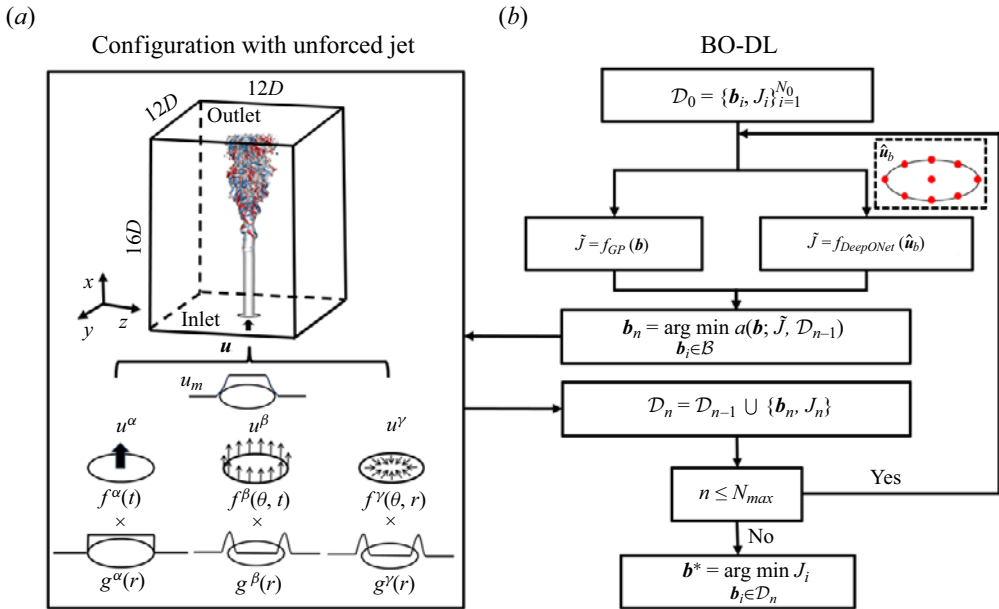 (a)
Configuration with unforced jet
12D
12D
Outlet
16D
x
y
z
Inlet
u
u_m
u^α
u^β
u^γ
f^α(t)
f^β(θ, t)
f^γ(θ, r)
×
×
×
g^α(r)
g^β(r)
g^γ(r)
(b)
BO-DL
𝒟_0 = {b_i, J_i}_{i=1}^{N_0}
û_b
J̃ = f_GP (b)
J̃ = f_DeepONet (û_b)
b_n = arg min a(b; J̃, 𝒟_{n−1})
b_i∈ℬ
𝒟_n = 𝒟_{n−1} ∪ {b_n, J_n}
n ≤ N_max
Yes
No
b* = arg min J_i
b_i∈𝒟_n